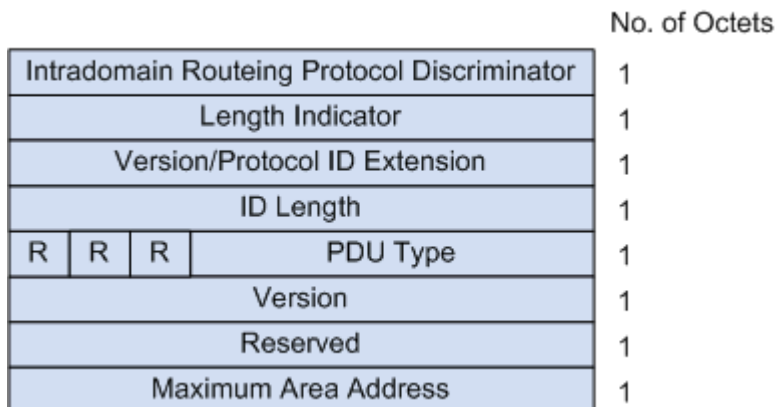 No. of Octets
Intradomain Routeing Protocol Discriminator 1
Length Indicator 1
Version/Protocol ID Extension 1
ID Length 1
R R R PDU Type 1
Version 1
Reserved 1
Maximum Area Address 1